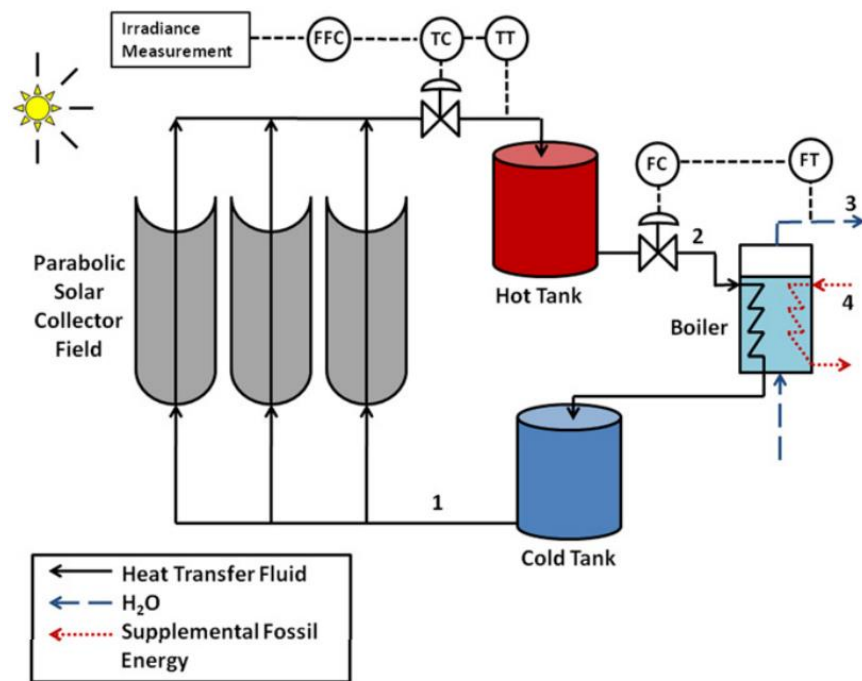 Irradiance
Measurement
FFC
TC
TT
FC
FT
3
2
4
Parabolic
Solar
Collector
Field
Hot Tank
Boiler
1
Cold Tank
Heat Transfer Fluid
H₂O
Supplemental Fossil
Energy